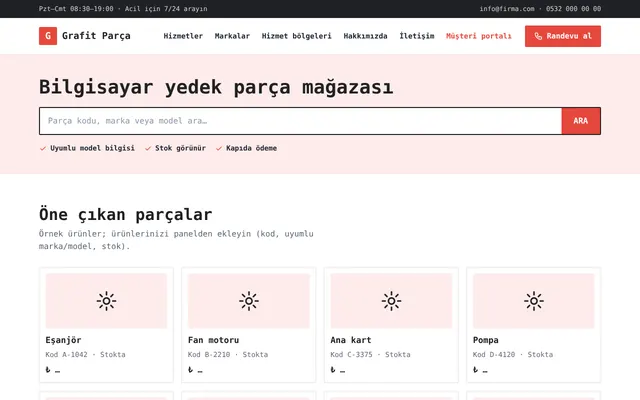 Pzt–Cmt 08:30–19:00 · Acil için 7/24 arayın
info@firma.com · 0532 000 00 00
G Grafit Parça
Hizmetler Markalar Hizmet bölgeleri Hakkımızda İletişim Müşteri portalı Randevu al
Bilgisayar yedek parça mağazası
Parça kodu, marka veya model ara…
ARA
Uyumlu model bilgisi Stok görünür Kapıda ödeme
Öne çıkan parçalar
Örnek ürünler; ürünlerinizi panelden ekleyin (kod, uyumlu
marka/model, stok).
Eşanjör
Kod A-1042 · Stokta
₺ …
Fan motoru
Kod B-2210 · Stokta
₺ …
Ana kart
Kod C-3375 · Stokta
₺ …
Pompa
Kod D-4120 · Stokta
₺ …